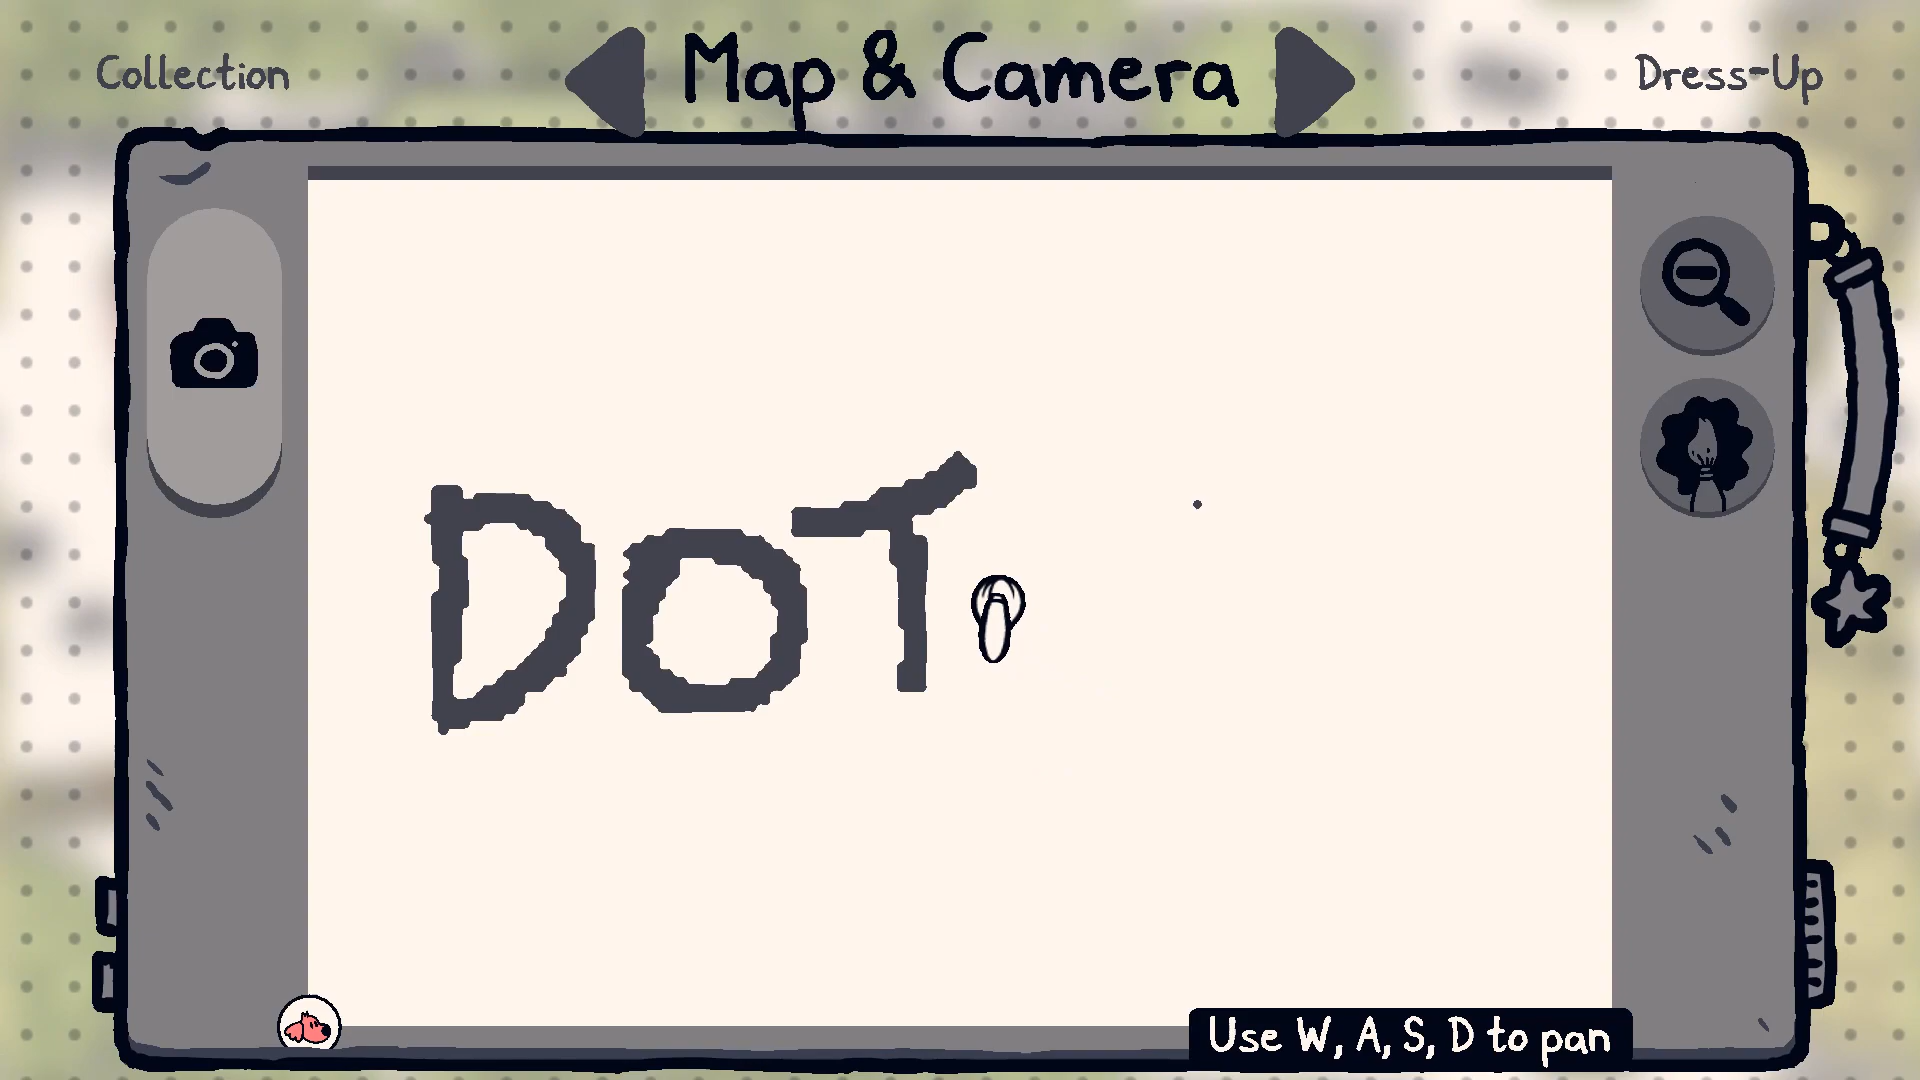 Collection
Map & Camera
Dress-Up
DOT
Use W, A, S, D to pan